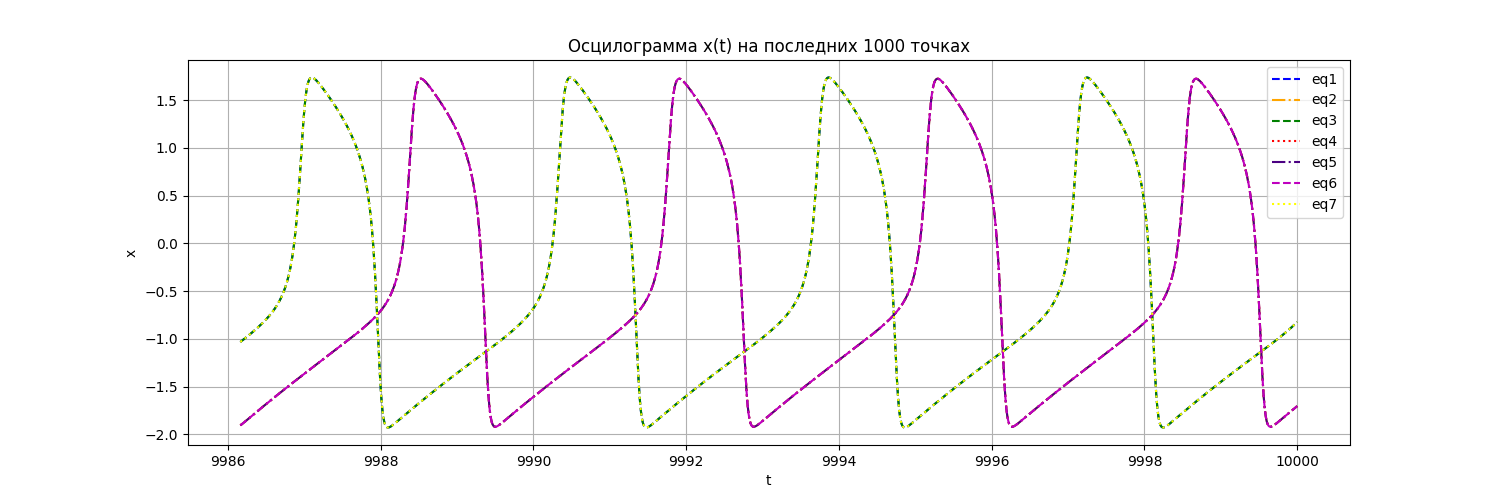 Осцилограмма x(t) на последних 1000 точках
1.5
1.0
0.5
0.0
−0.5
−1.0
−1.5
−2.0
x
9986
9988
9990
9992
9994
9996
9998
10000
t
eq1
eq2
eq3
eq4
eq5
eq6
eq7